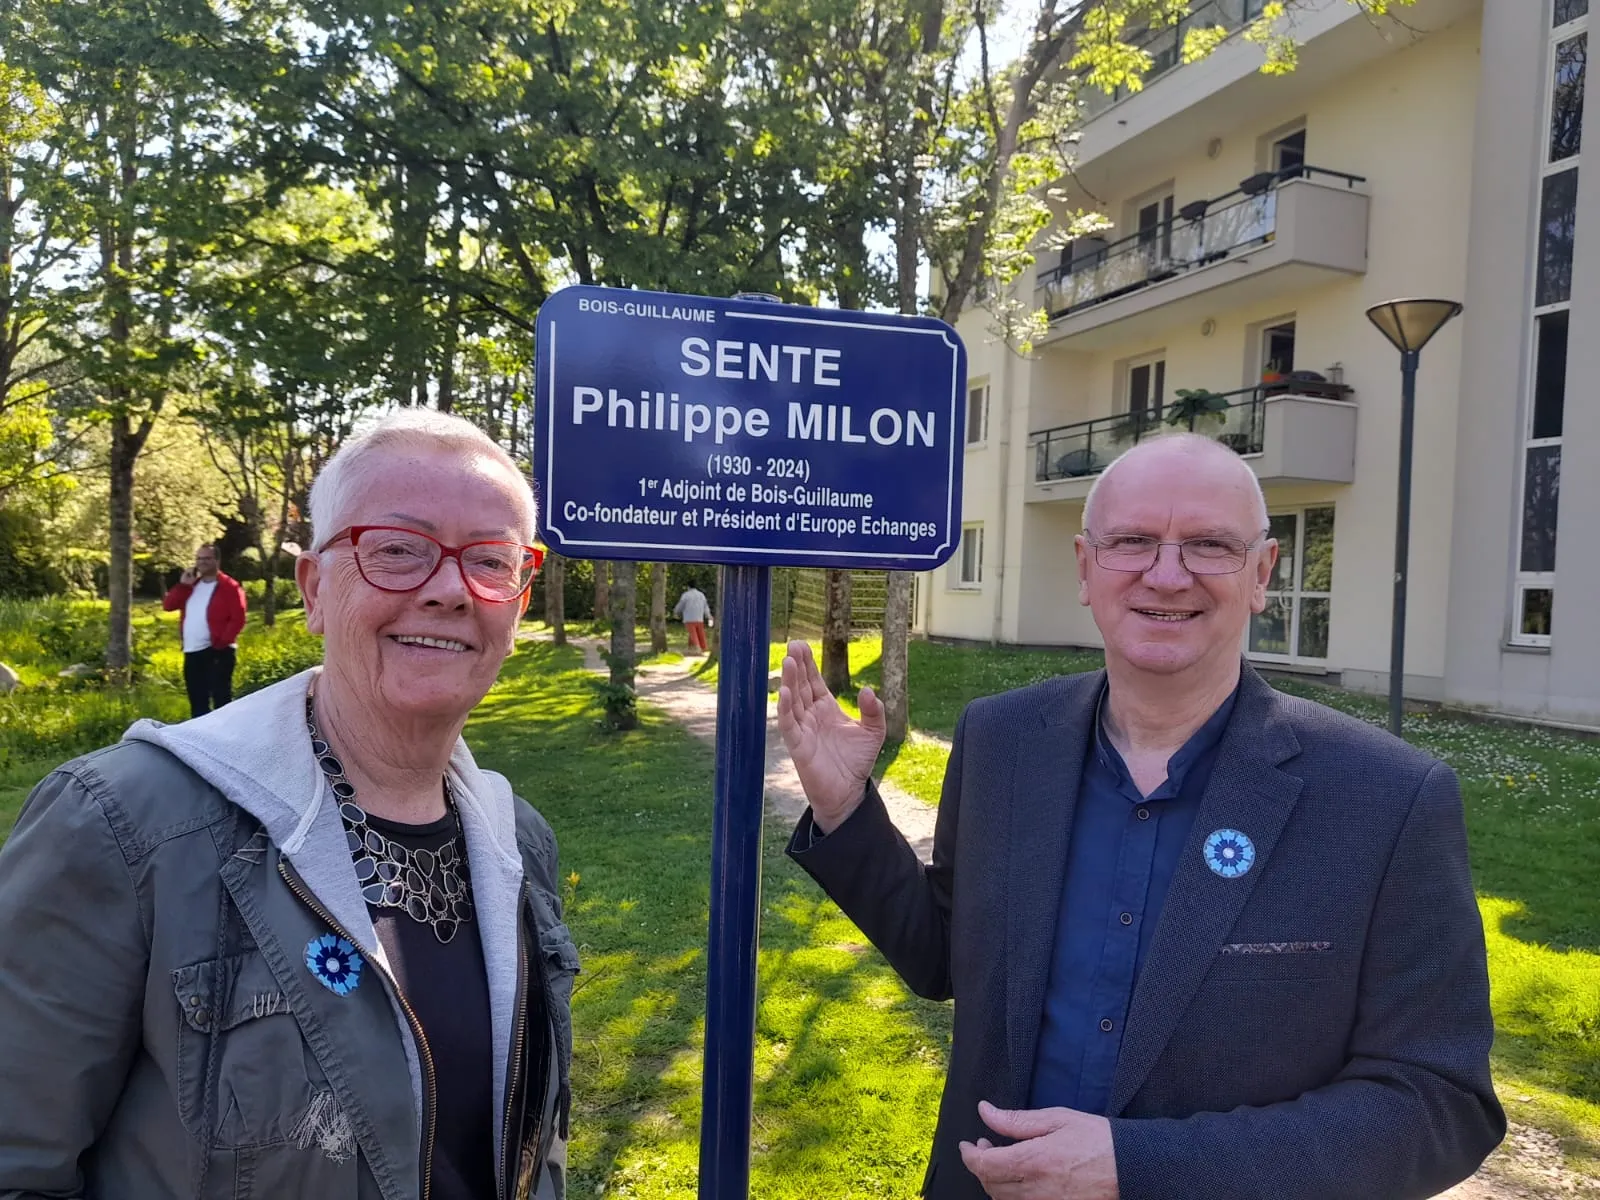 BOIS-GUILLAUME
SENTE
Philippe MILON
(1930 - 2024)
1er Adjoint de Bois-Guillaume
Co-fondateur et Président d'Europe Echanges